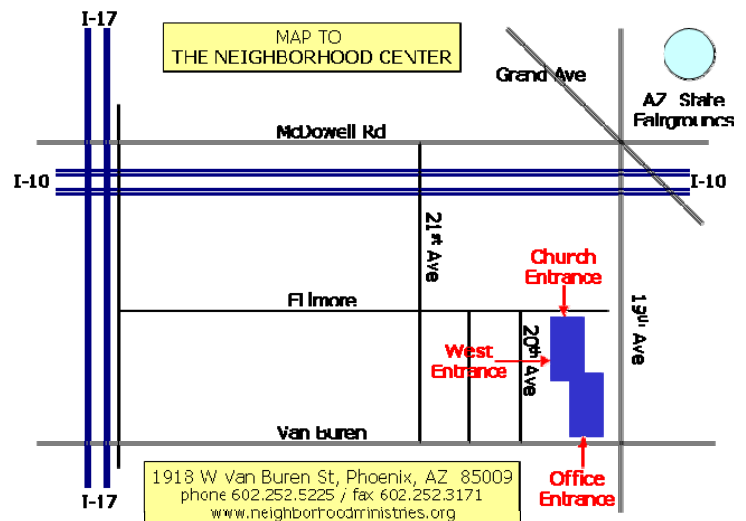 I-17
MAP TO
THE NEIGHBORHOOD CENTER
Grand Ave
AZ State
Fairgrounds
McDowell Rd
I-10
I-10
21st Ave
Church
Entrance
Fillmore
19th Ave
20th Ave
West
Entrance
Van Buren
1918 W Van Buren St, Phoenix, AZ 85009
phone 602.252.5225 / fax 602.252.3171
www.neighborhoodministries.org
Office
Entrance
I-17